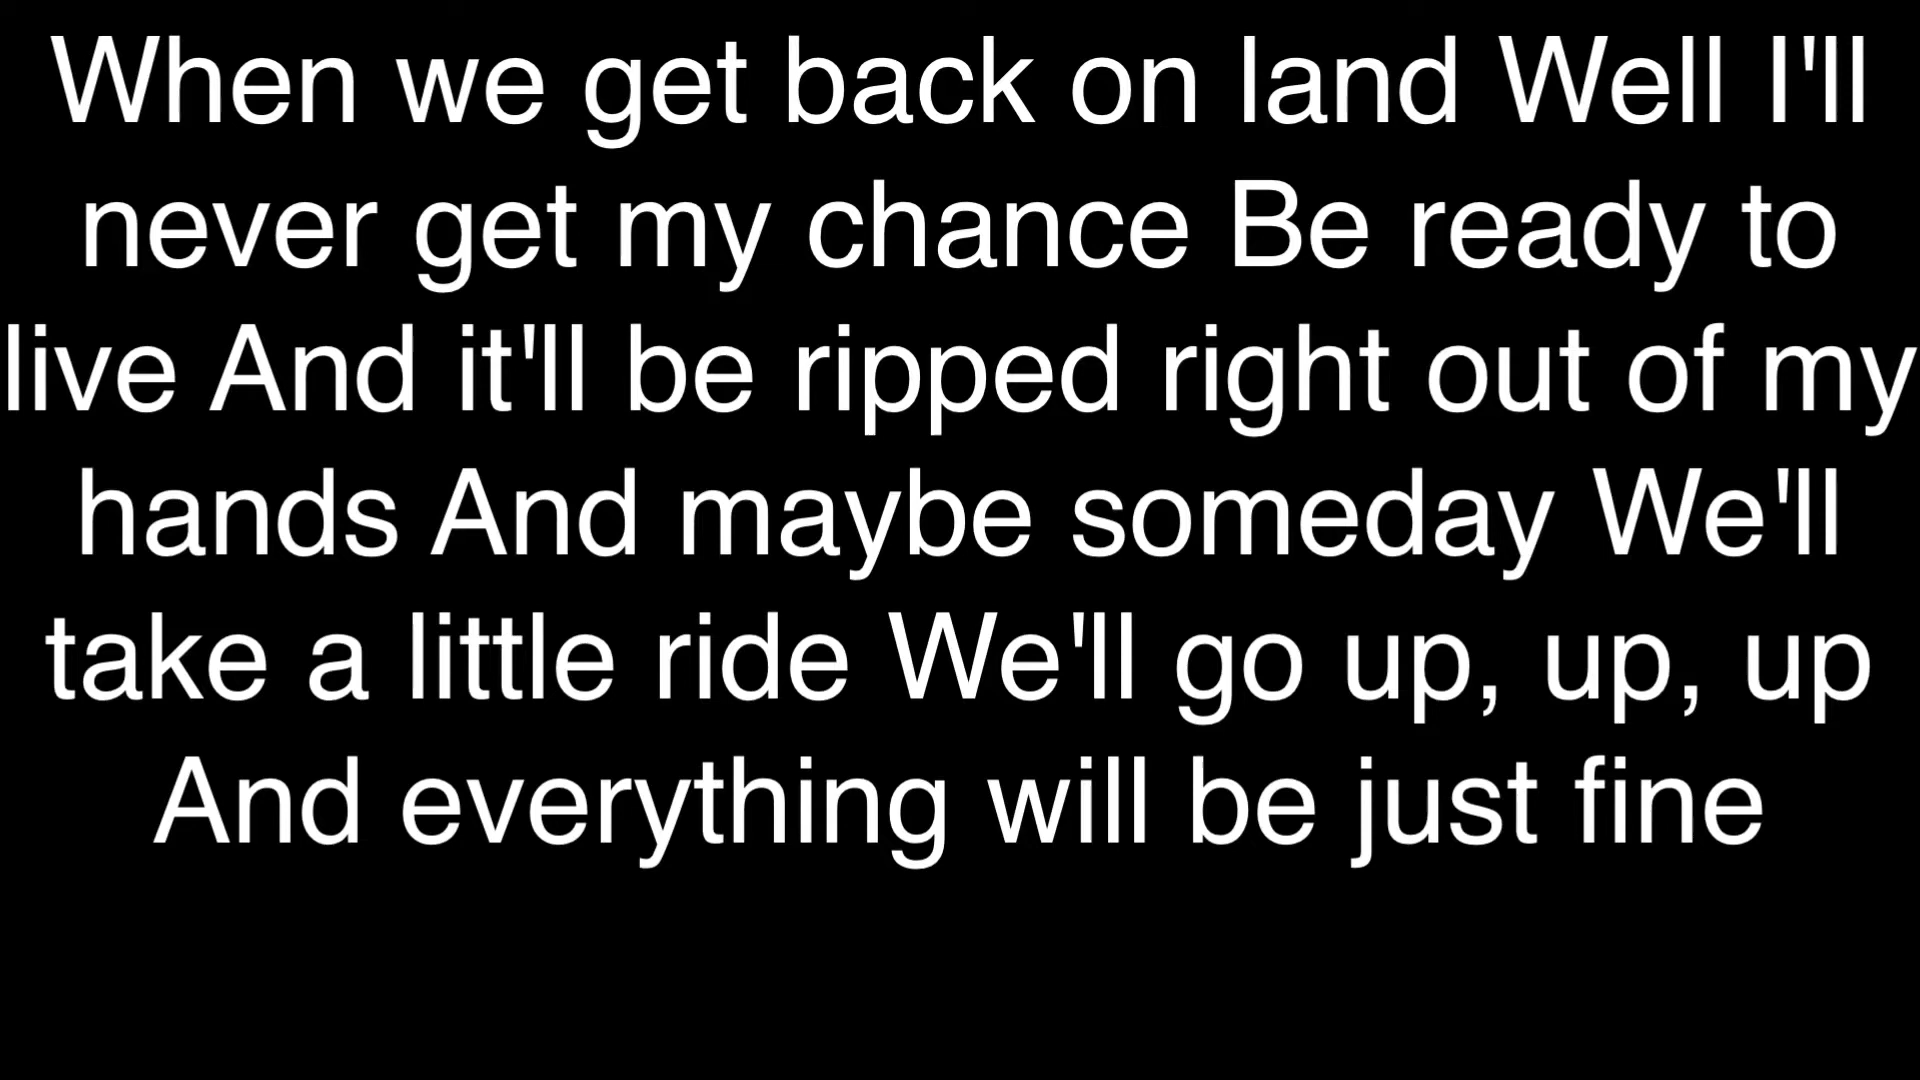 When we get back on land Well I'll
never get my chance Be ready to
live And it'll be ripped right out of my
hands And maybe someday We'll
take a little ride We'll go up, up, up
And everything will be just fine